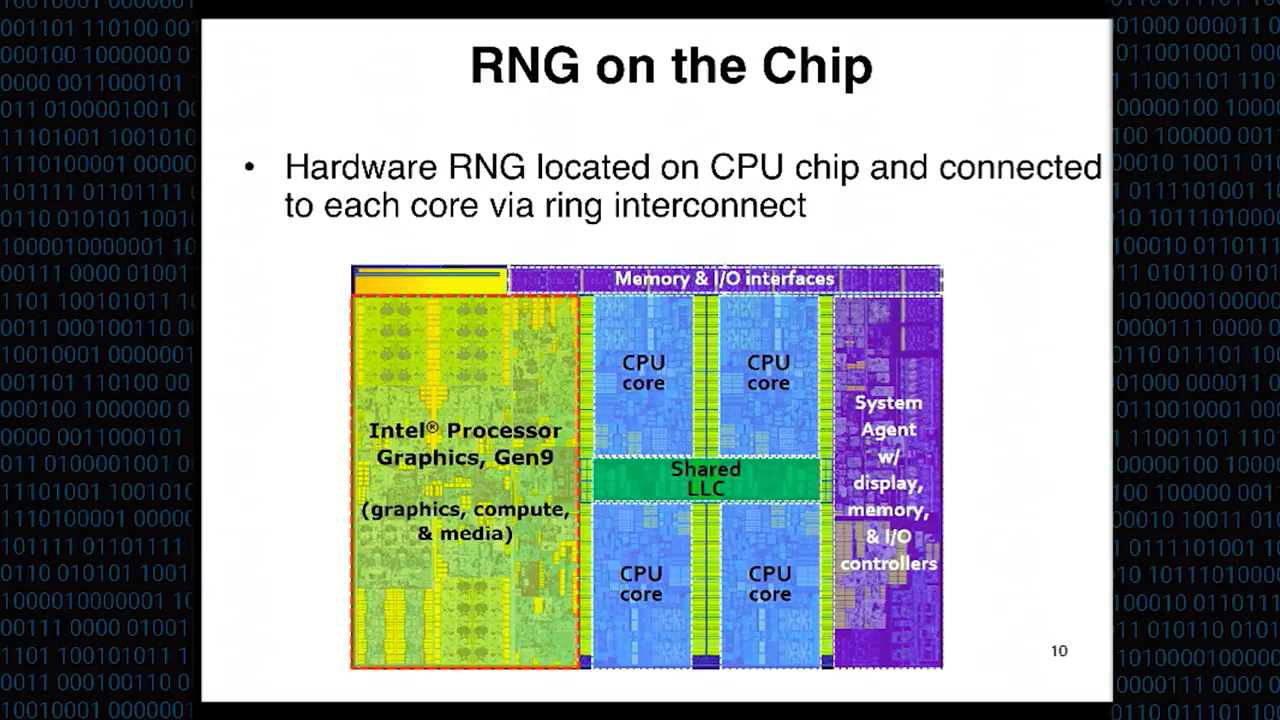 RNG on the Chip
• Hardware RNG located on CPU chip and connected
to each core via ring interconnect
Memory & I/O interfaces
CPU
core
CPU
core
Intel® Processor
Graphics, Gen9
(graphics, compute,
& media)
Shared
LLC
System
Agent
w/
display,
memory,
& I/O
controllers
CPU
core
CPU
core
10